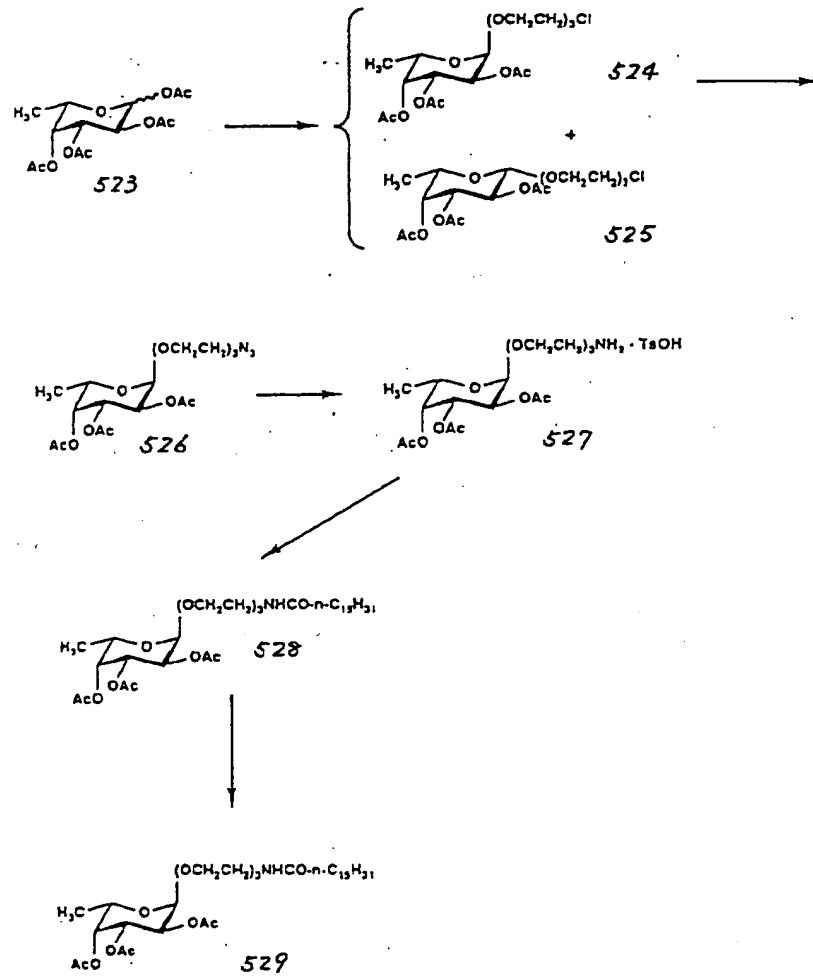 (OCH₂CH₂)₃Cl
H₃C
O
OAc
OAc
AcO
524
OAc
H₃C
O
OAc
OAc
AcO
523
+
H₃C
O
(OCH₂CH₂)₃Cl
OAc
OAc
AcO
525
(OCH₂CH₂)₃N₃
H₃C
O
OAc
OAc
AcO
526
(OCH₂CH₂)₃NH₂ · TsOH
H₃C
O
OAc
OAc
AcO
527
(OCH₂CH₂)₃NHCO-n-C₁₅H₃₁
H₃C
O
OAc
OAc
AcO
528
(OCH₂CH₂)₃NHCO-n-C₁₅H₃₁
H₃C
O
OAc
OAc
AcO
529